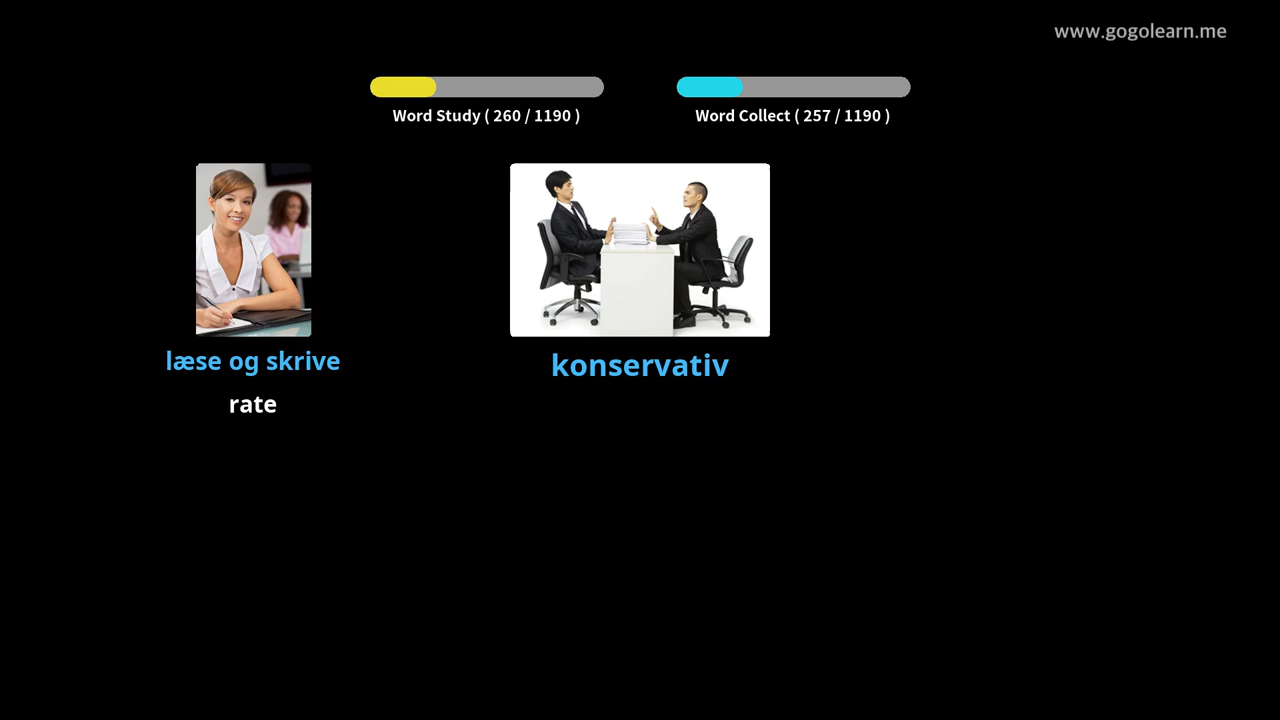 www.gogolearn.me
Word Study ( 260 / 1190 )
Word Collect ( 257 / 1190 )
læse og skrive
rate
konservativ